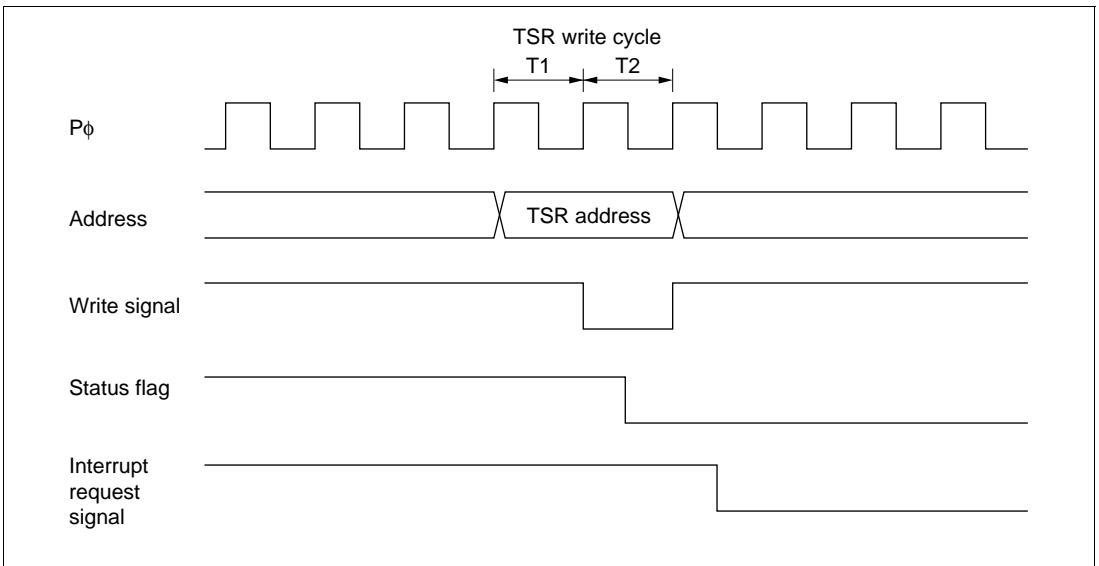 TSR write cycle
T1 T2
Pϕ
Address
TSR address
Write signal
Status flag
Interrupt
request
signal